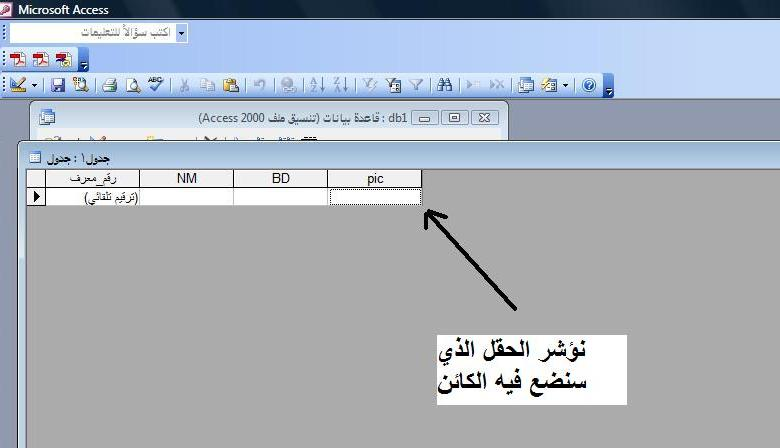 Microsoft Access
اكتب سؤالاً للتعليمات
db1 : قاعدة بيانات (تنسيق ملف Access 2000)
جدول١ : جدول
رقم_معرف NM BD pic
(ترقيم تلقائي)
نؤشر الحقل الذي
سنضع فيه الكائن